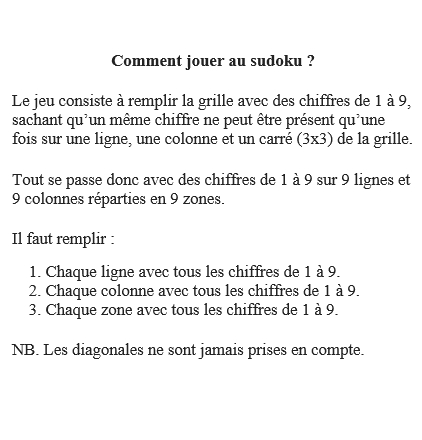 Comment jouer au sudoku ?
Le jeu consiste à remplir la grille avec des chiffres de 1 à 9,
sachant qu'un même chiffre ne peut être présent qu'une
fois sur une ligne, une colonne et un carré (3x3) de la grille.
Tout se passe donc avec des chiffres de 1 à 9 sur 9 lignes et
9 colonnes réparties en 9 zones.
Il faut remplir :
1. Chaque ligne avec tous les chiffres de 1 à 9.
2. Chaque colonne avec tous les chiffres de 1 à 9.
3. Chaque zone avec tous les chiffres de 1 à 9.
NB. Les diagonales ne sont jamais prises en compte.